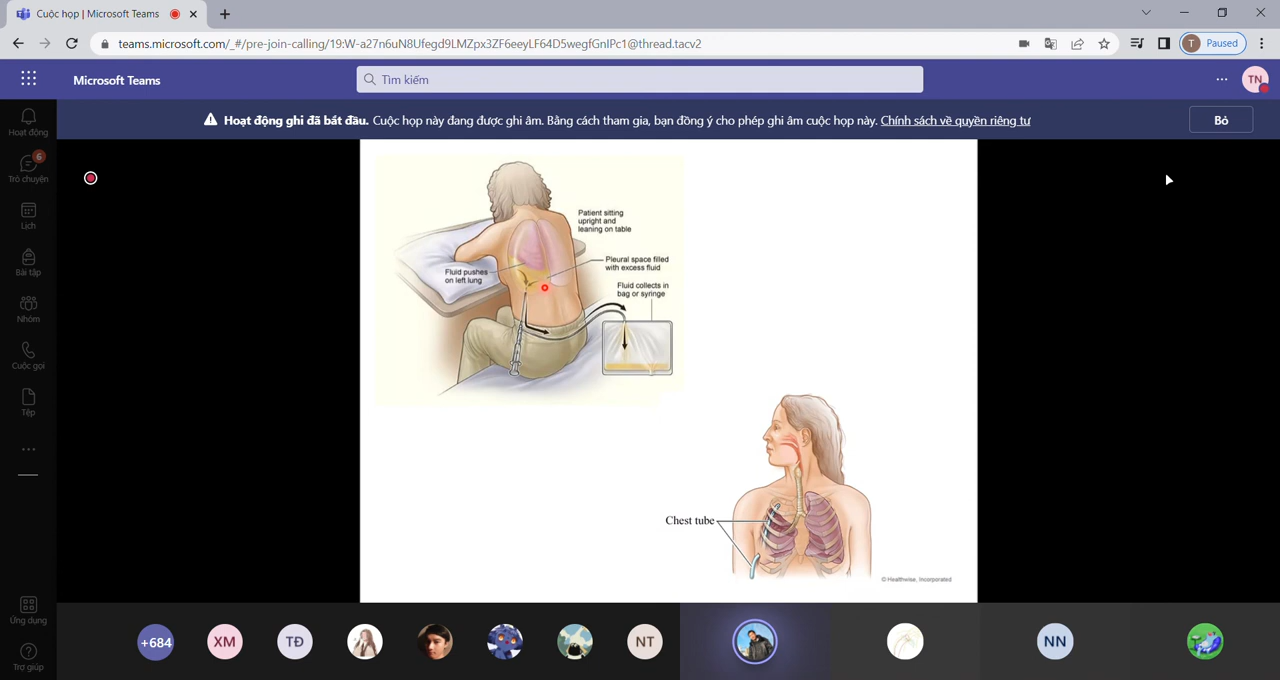 Cuộc họp | Microsoft Teams
teams.microsoft.com/_#/pre-join-calling/19:W-a27n6uN8Ufegd9LMZpx3ZF6eeyLF64D5wegfGnIPc1@thread.tacv2
T
Paused
Microsoft Teams
Tìm kiếm
TN
Hoạt động ghi đã bắt đầu. Cuộc họp này đang được ghi âm. Bằng cách tham gia, bạn đồng ý cho phép ghi âm cuộc họp này. Chính sách về quyền riêng tư
Bỏ
Hoạt động
6
Trò chuyện
Lịch
Bài tập
Nhóm
Cuộc gọi
Tệp
Ứng dụng
Trợ giúp
Patient sitting
upright and
leaning on table
Pleural space filled
with excess fluid
Fluid pushes
on left lung
Fluid collects in
bag or syringe
Chest tube
© Healthwise, Incorporated
+684
XM
TĐ
NT
NN